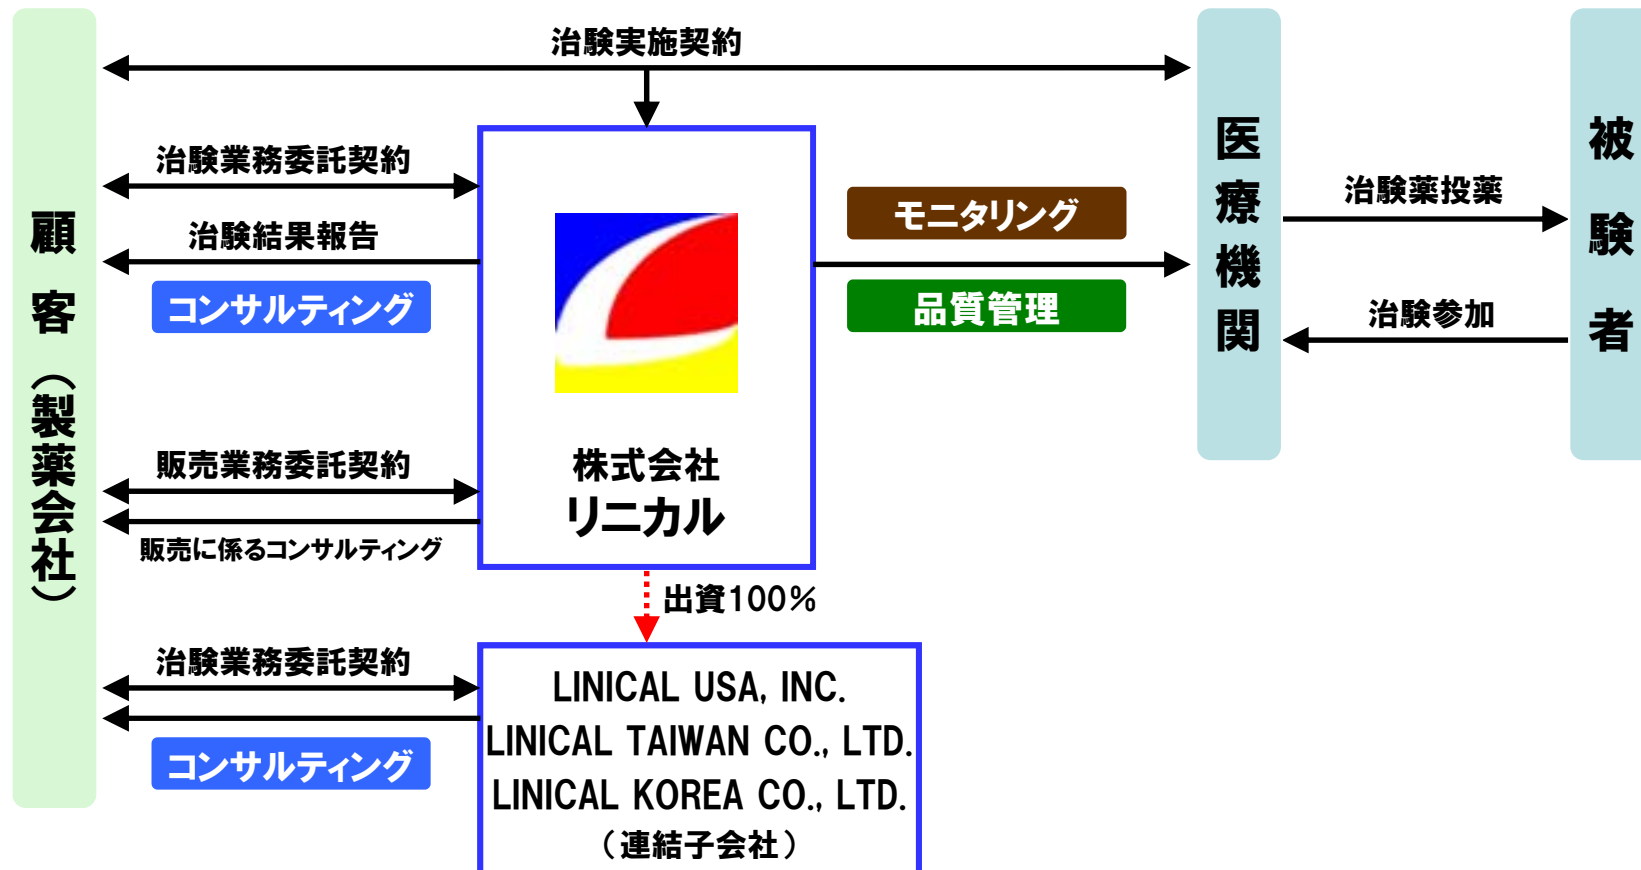 治験実施契約
顧客（製薬会社）
治験業務委託契約
治験結果報告
コンサルティング
モニタリング
品質管理
医療機関
治験薬投薬
治験参加
被験者
株式会社
リニカル
販売業務委託契約
販売に係るコンサルティング
出資100%
治験業務委託契約
コンサルティング
LINICAL USA, INC.
LINICAL TAIWAN CO., LTD.
LINICAL KOREA CO., LTD.
（連結子会社）